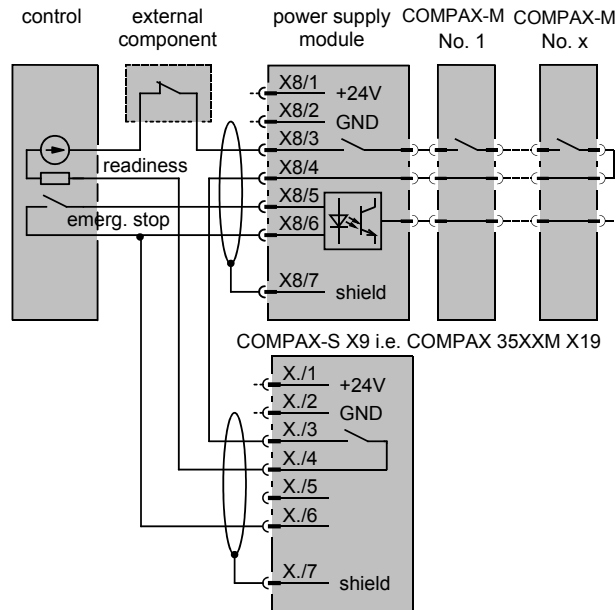 control
external
component
power supply
module
COMPAX-M
No. 1
COMPAX-M
No. x
X8/1
+24V
X8/2
GND
X8/3
X8/4
readiness
X8/5
emerg. stop
X8/6
X8/7
shield
COMPAX-S X9 i.e. COMPAX 35XXM X19
X./1
+24V
X./2
GND
X./3
X./4
X./5
X./6
X./7
shield